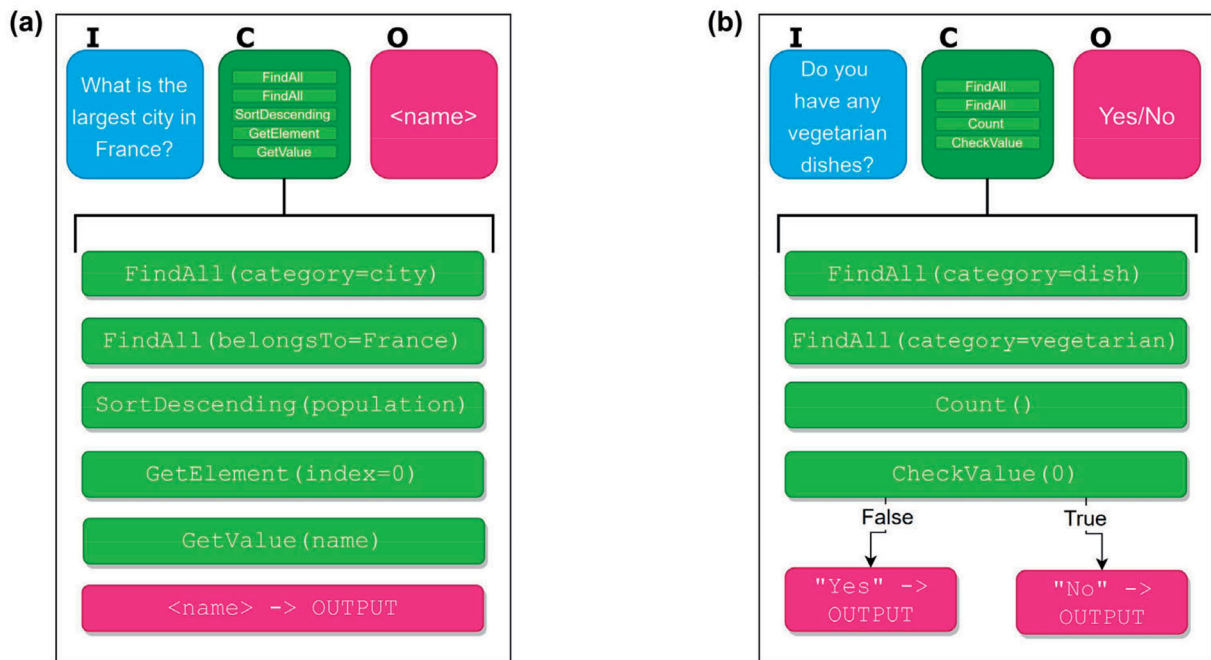 (a)
I
C
O
What is the
largest city in
France?
FindAll
FindAll
SortDescending
GetElement
GetValue
<name>
FindAll(category=city)
FindAll(belongsTo=France)
SortDescending(population)
GetElement(index=0)
GetValue(name)
<name> -> OUTPUT
(b)
I
C
O
Do you
have any
vegetarian
dishes?
FindAll
FindAll
Count
CheckValue
Yes/No
FindAll(category=dish)
FindAll(category=vegetarian)
Count()
CheckValue(0)
False
True
"Yes" ->
OUTPUT
"No" ->
OUTPUT